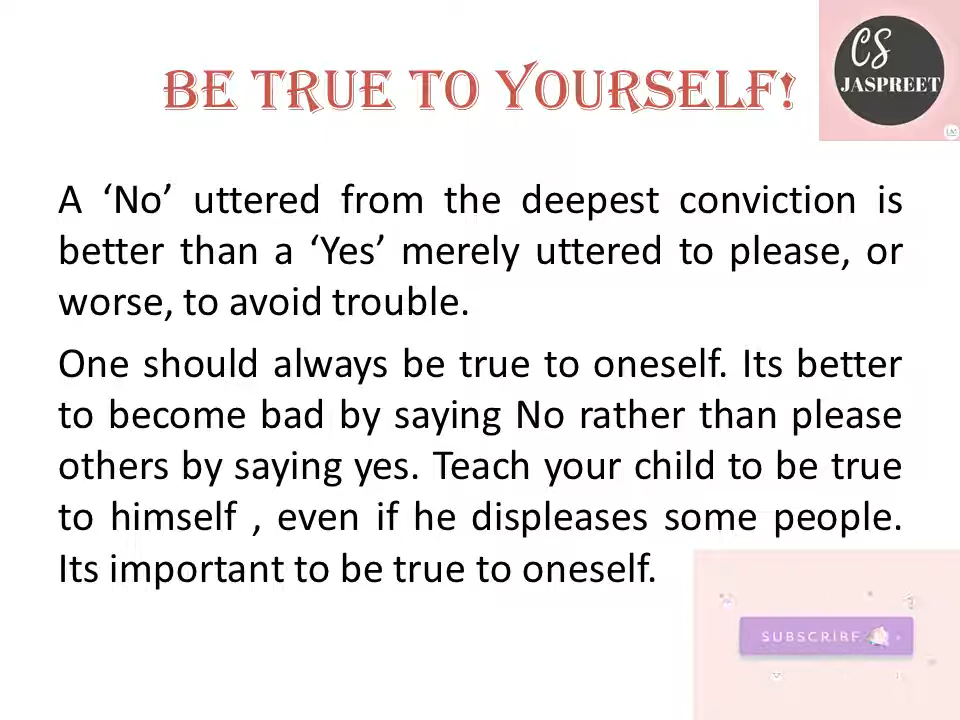 BE TRUE TO YOURSELF!
CS
JASPREET
A ‘No’ uttered from the deepest conviction is
better than a ‘Yes’ merely uttered to please, or
worse, to avoid trouble.
One should always be true to oneself. Its better
to become bad by saying No rather than please
others by saying yes. Teach your child to be true
to himself , even if he displeases some people.
Its important to be true to oneself.
SUBSCRIBE